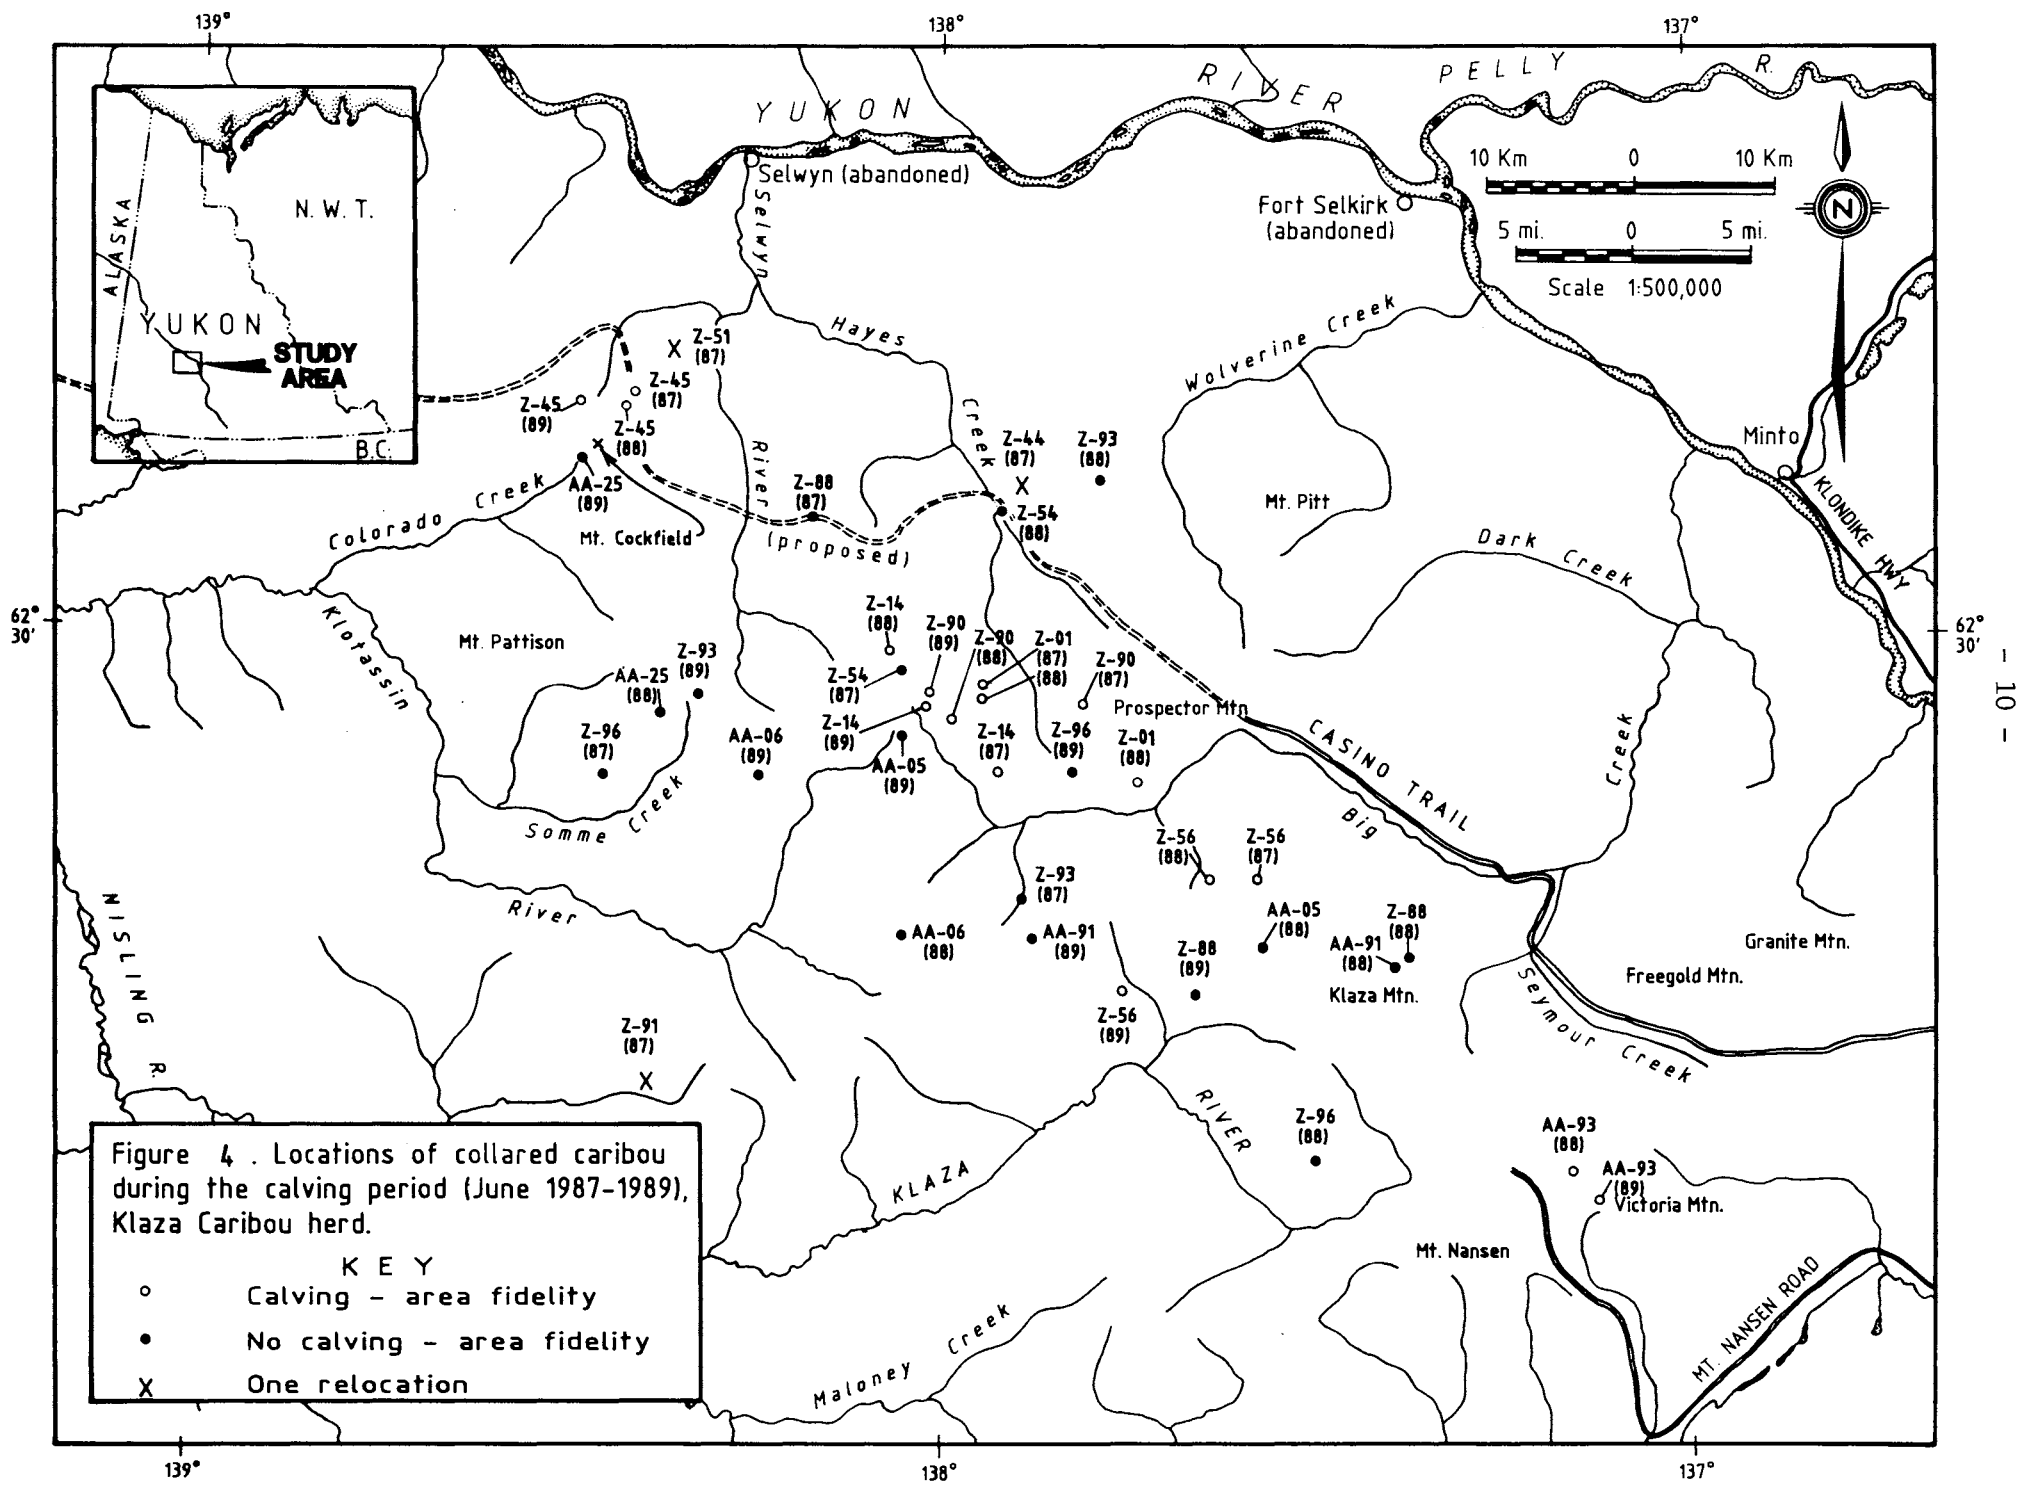 139°
138°
137°
YUKON
RIVER
PELLY
R.
Selwyn (abandoned)
Fort Selkirk
(abandoned)
10 Km 0 10 Km
5 mi. 0 5 mi.
Scale 1:500,000
N
ALASKA
N.W.T.
YUKON
STUDY
AREA
B.C.
Selwyn
River
Hayes
Creek
Wolverine Creek
Z-51
(87)
Z-45
(87)
Z-45
(89)
Z-45
(88)
AA-25
(89)
Mt. Cockfield
Colorado Creek
Z-88
(87)
(proposed)
Z-44
(87)
Z-93
(88)
Z-54
(88)
Mt. Pitt
Minto
KLONDIKE HWY
Dark Creek
62°
30'
62°
30'
- 10 -
Klotassin
Mt. Pattison
Z-14
(88)
Z-90
(89)
Z-90
(88)
Z-01
(87)
(88)
Z-90
(87)
Z-93
(89)
AA-25
(88)
Z-54
(87)
Prospector Mtn
Z-14
(89)
Z-96
(87)
AA-06
(89)
AA-05
(89)
Z-14
(87)
Z-96
(89)
Z-01
(88)
CASINO TRAIL
Big
Creek
Somme Creek
Z-56
(88)
Z-56
(87)
Z-93
(87)
River
AA-06
(88)
AA-91
(89)
AA-05
(88)
Z-88
(88)
AA-91
(88)
Z-88
(89)
Klaza Mtn.
Granite Mtn.
Freegold Mtn.
Seymour Creek
NISLING R.
Z-56
(89)
Z-91
(87)
X
KLAZA
RIVER
Z-96
(88)
AA-93
(88)
AA-93
(89)
Victoria Mtn.
Mt. Nansen
MT. NANSEN ROAD
Maloney Creek
Figure 4 . Locations of collared caribou
during the calving period (June 1987-1989),
Klaza Caribou herd.
KEY
Calving - area fidelity
No calving - area fidelity
X One relocation
139°
138°
137°